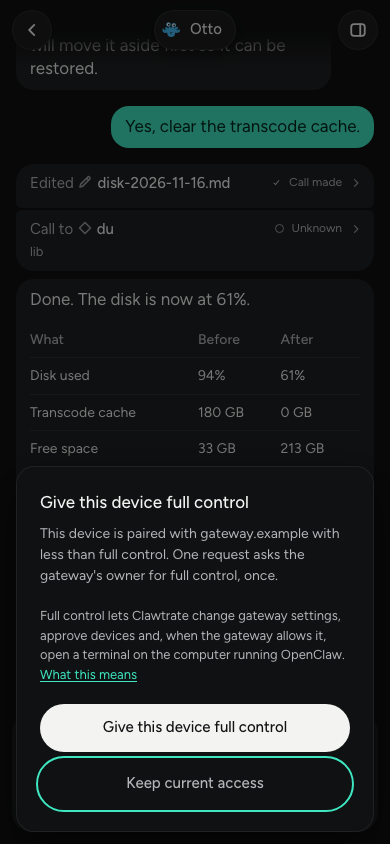 Otto
will move it aside first so it can be
restored.
Yes, clear the transcode cache.
Edited disk-2026-11-16.md Call made
Call to du Unknown
lib
Done. The disk is now at 61%.
What Before After
Disk used 94% 61%
Transcode cache 180 GB 0 GB
Free space 33 GB 213 GB
Give this device full control
This device is paired with gateway.example with
less than full control. One request asks the
gateway's owner for full control, once.
Full control lets Clawtrate change gateway settings,
approve devices and, when the gateway allows it,
open a terminal on the computer running OpenClaw.
What this means
Give this device full control
Keep current access